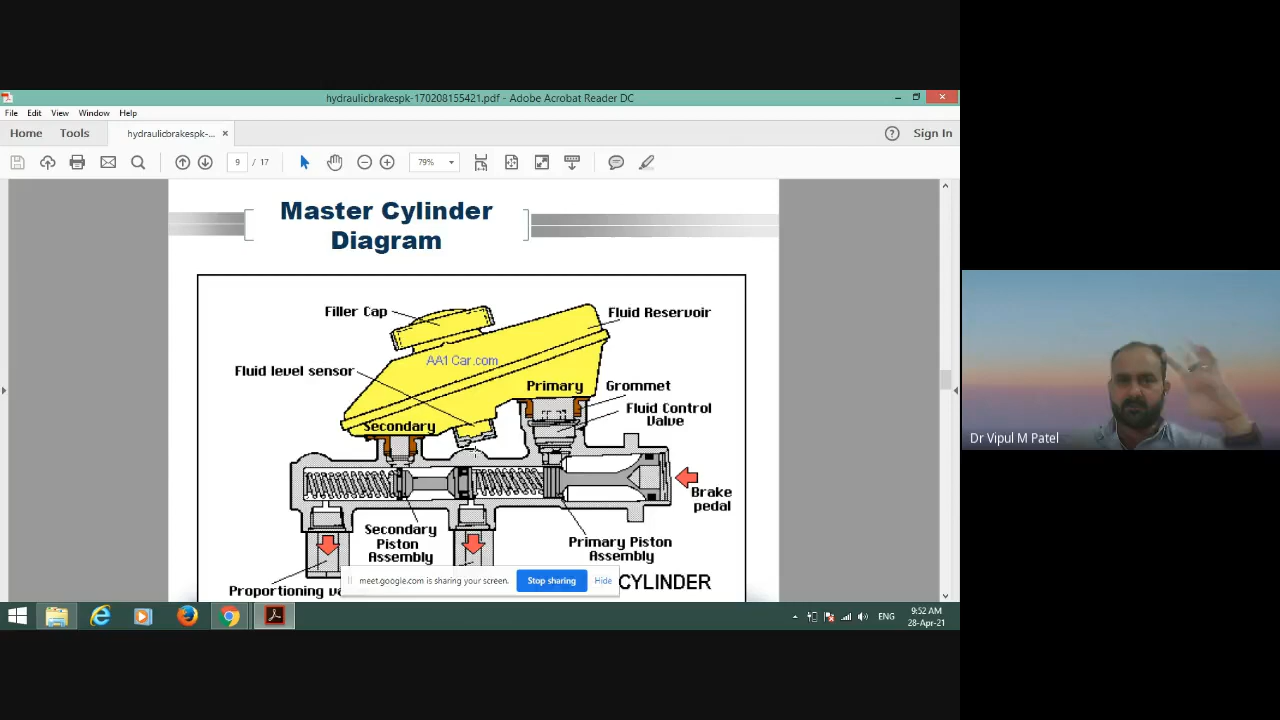 hydraulicbrakespk-170208155421.pdf - Adobe Acrobat Reader DC
File Edit View Window Help
Home Tools hydraulicbrakespk-... × Sign In
9 / 17 79%
Master Cylinder
Diagram
Filler Cap
Fluid Reservoir
AA1Car.com
Fluid level sensor
Primary
Grommet
Fluid Control
Valve
Secondary
Brake
pedal
Secondary
Piston
Assembly
Primary Piston
Assembly
Proportioning
CYLINDER
meet.google.com is sharing your screen. Stop sharing Hide
ENG
9:52 AM
28-Apr-21
Dr Vipul M Patel